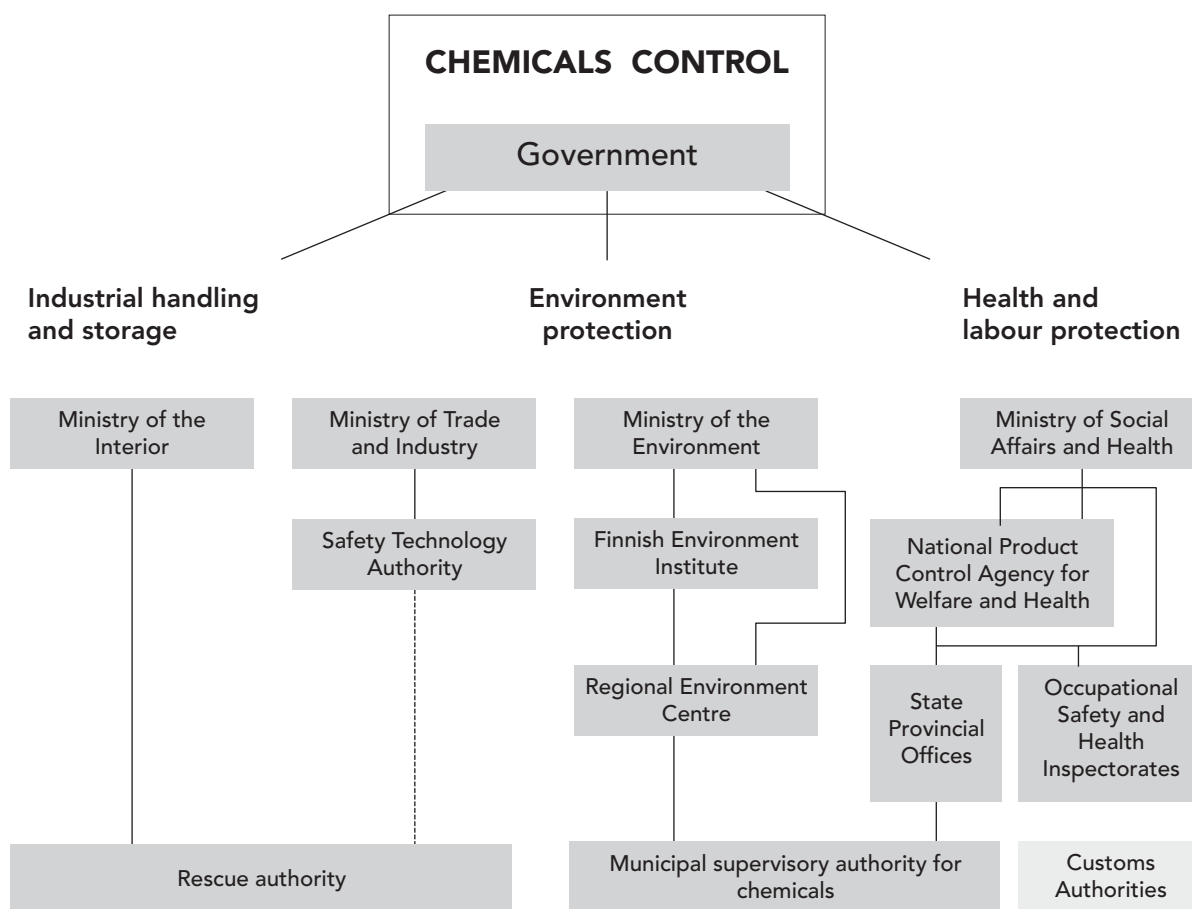 CHEMICALS CONTROL
Government
Industrial handling
and storage
Environment
protection
Health and
labour protection
Ministry of the
Interior
Ministry of Trade
and Industry
Ministry of the
Environment
Ministry of Social
Affairs and Health
Safety Technology
Authority
Finnish Environment
Institute
National Product
Control Agency for
Welfare and Health
Regional Environment
Centre
State
Provincial
Offices
Occupational
Safety and
Health
Inspectorates
Rescue authority
Municipal supervisory authority for
chemicals
Customs
Authorities